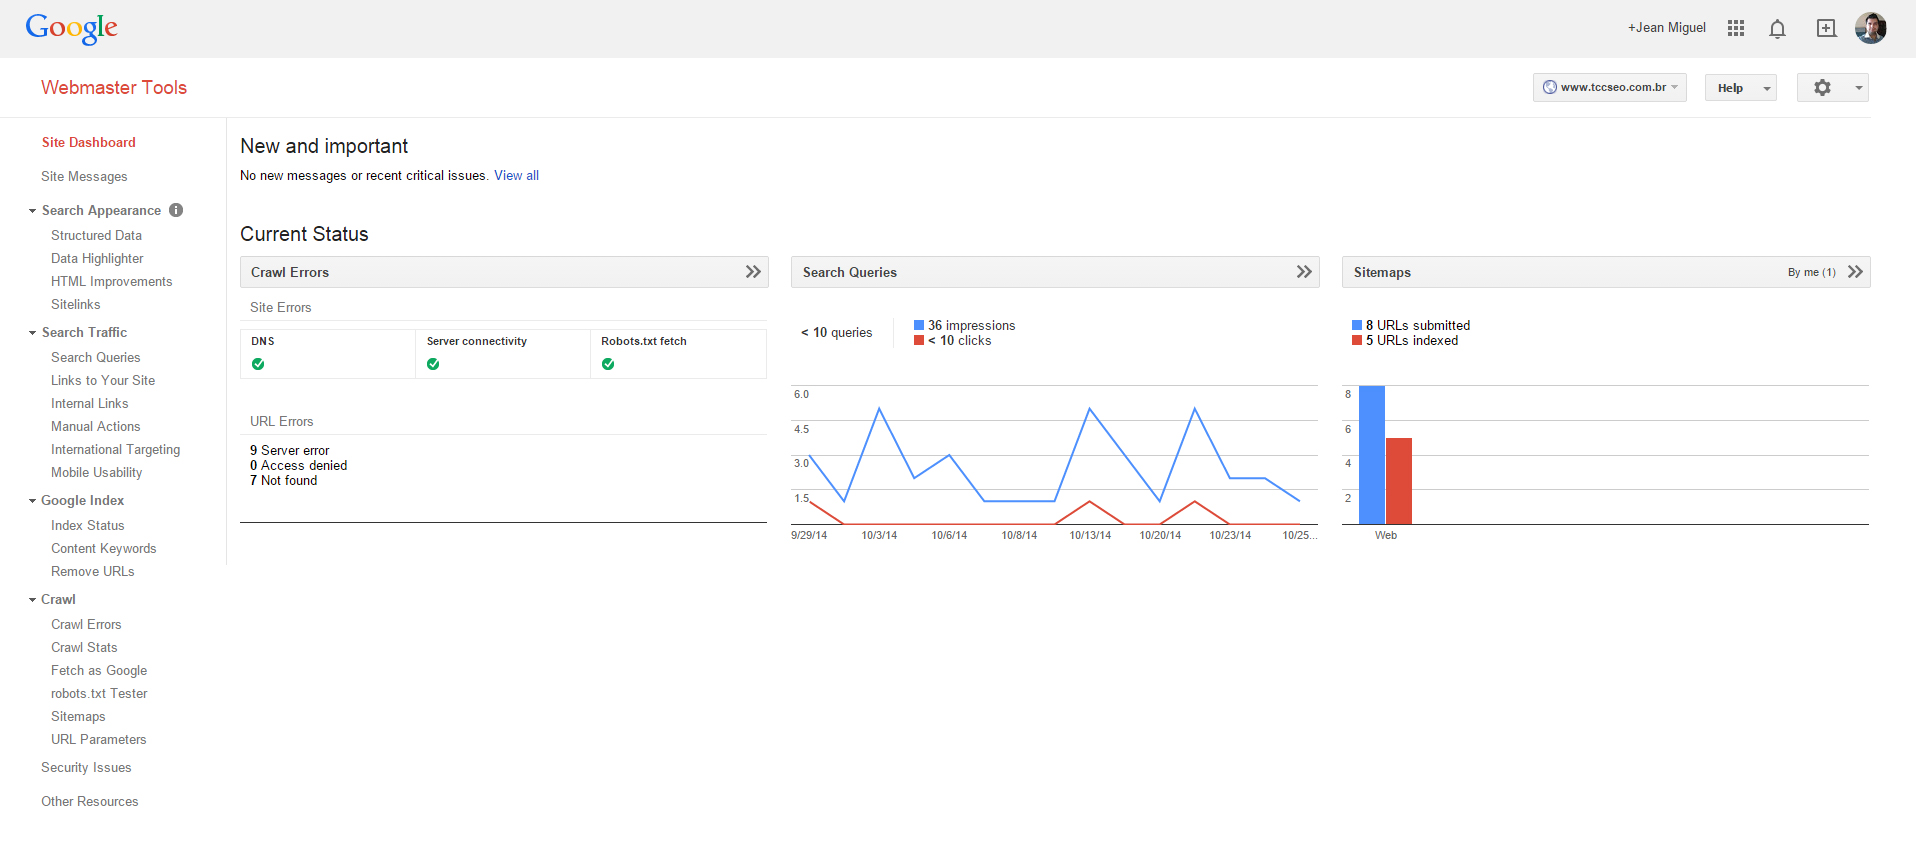 Google
+Jean Miguel
Webmaster Tools
www.tccseo.com.br
Help
Site Dashboard
Site Messages
Search Appearance
Structured Data
Data Highlighter
HTML Improvements
Sitelinks
Search Traffic
Search Queries
Links to Your Site
Internal Links
Manual Actions
International Targeting
Mobile Usability
Google Index
Index Status
Content Keywords
Remove URLs
Crawl
Crawl Errors
Crawl Stats
Fetch as Google
robots.txt Tester
Sitemaps
URL Parameters
Security Issues
Other Resources
New and important
No new messages or recent critical issues. View all
Current Status
Crawl Errors
Site Errors
DNS
Server connectivity
Robots.txt fetch
URL Errors
9 Server error
0 Access denied
7 Not found
Search Queries
< 10 queries
36 impressions
< 10 clicks
6.0
4.5
3.0
1.5
9/29/14 10/3/14 10/6/14 10/8/14 10/13/14 10/20/14 10/23/14 10/25...
Sitemaps
By me (1)
8 URLs submitted
5 URLs indexed
8
6
4
2
Web